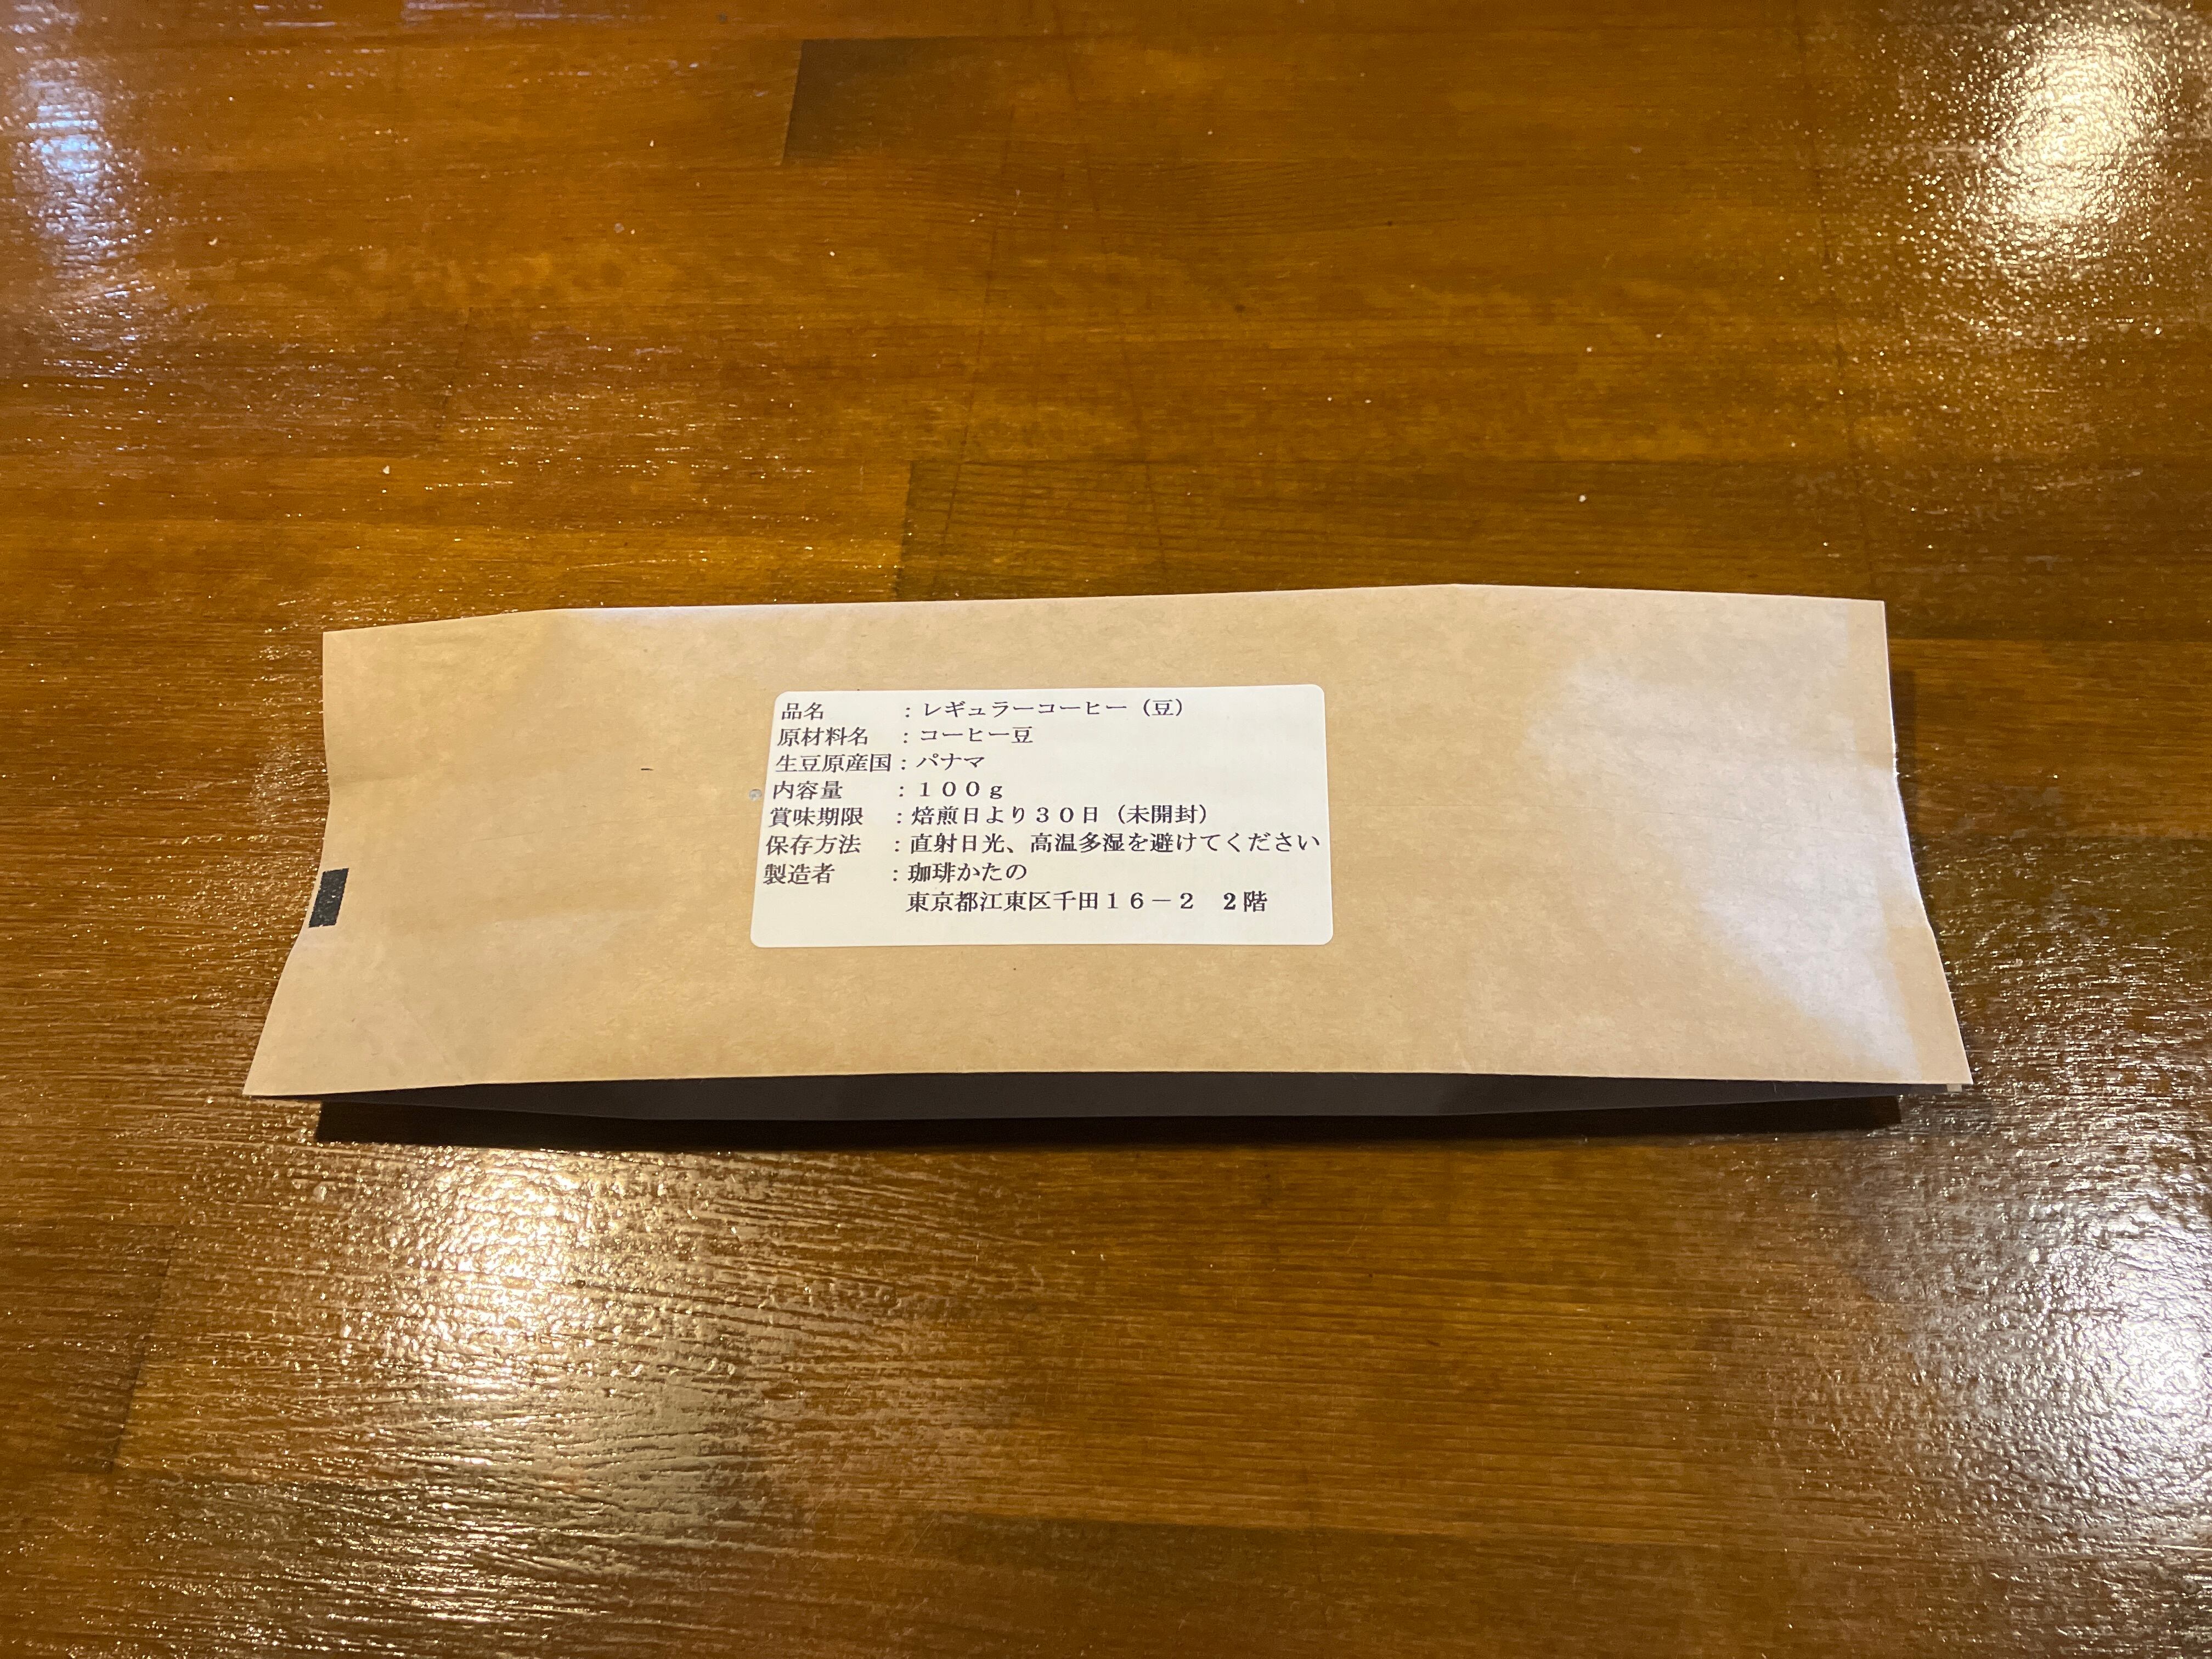 品名　　　：レギュラーコーヒー（豆）
原材料名　：コーヒー豆
生豆原産国：パナマ
内容量　　：１００ｇ
賞味期限　：焙煎日より３０日（未開封）
保存方法　：直射日光、高温多湿を避けてください
製造者　　：珈琲かたの
東京都江東区千田１６－２　２階